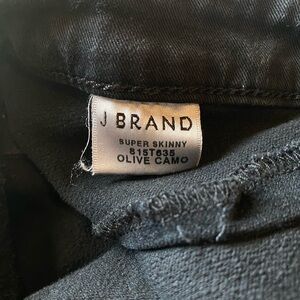 J BRAND
SUPER SKINNY
815T635
OLIVE CAMO